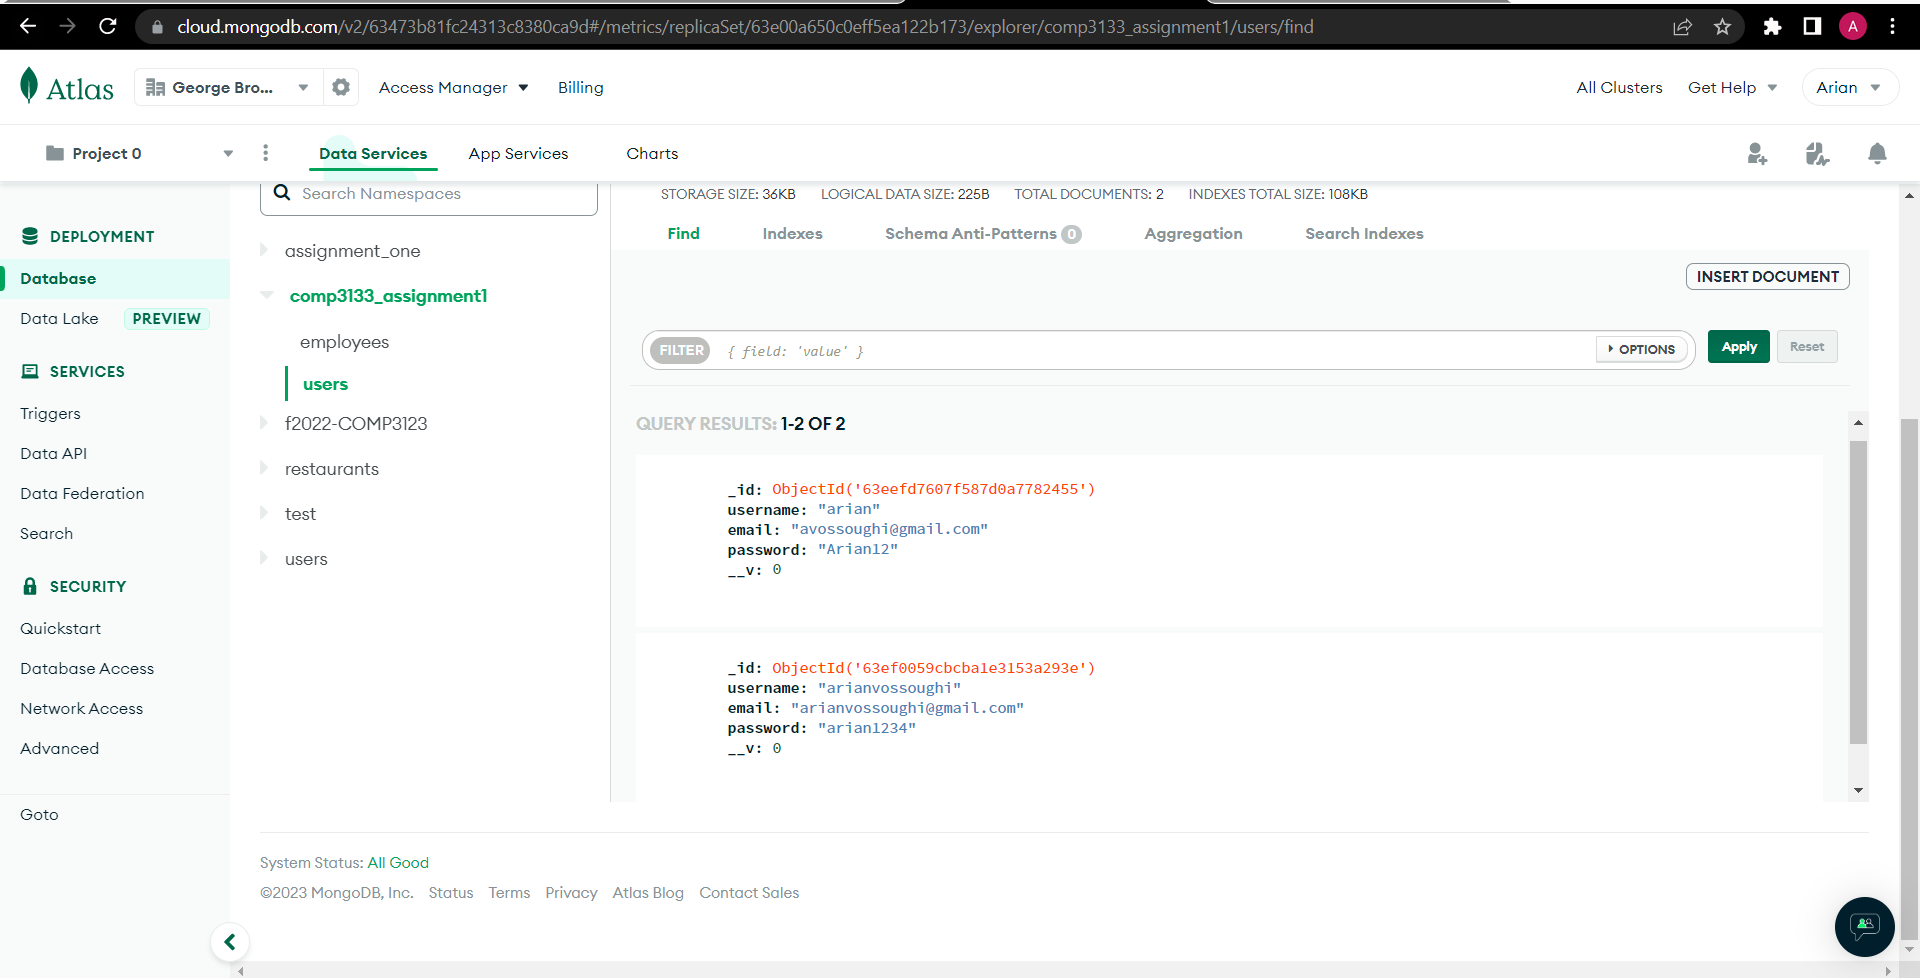 cloud.mongodb.com/v2/63473b81fc24313c8380ca9d#/metrics/replicaSet/63e00a650c0eff5ea122b173/explorer/comp3133_assignment1/users/find
A
Atlas
George Bro...
Access Manager
Billing
All Clusters
Get Help
Arian
Project 0
Data Services
App Services
Charts
DEPLOYMENT
Database
Data Lake PREVIEW
SERVICES
Triggers
Data API
Data Federation
Search
SECURITY
Quickstart
Database Access
Network Access
Advanced
Goto
Search Namespaces
assignment_one
comp3133_assignment1
employees
users
f2022-COMP3123
restaurants
test
users
STORAGE SIZE: 36KB LOGICAL DATA SIZE: 225B TOTAL DOCUMENTS: 2 INDEXES TOTAL SIZE: 108KB
Find Indexes Schema Anti-Patterns 0 Aggregation Search Indexes
INSERT DOCUMENT
FILTER { field: 'value' } OPTIONS Apply Reset
QUERY RESULTS: 1-2 OF 2
_id: ObjectId('63eefd7607f587d0a7782455')
username: "arian"
email: "avossoughi@gmail.com"
password: "Arian12"
__v: 0
_id: ObjectId('63ef0059cbcba1e3153a293e')
username: "arianvossoughi"
email: "arianvossoughi@gmail.com"
password: "arian1234"
__v: 0
System Status: All Good
©2023 MongoDB, Inc. Status Terms Privacy Atlas Blog Contact Sales